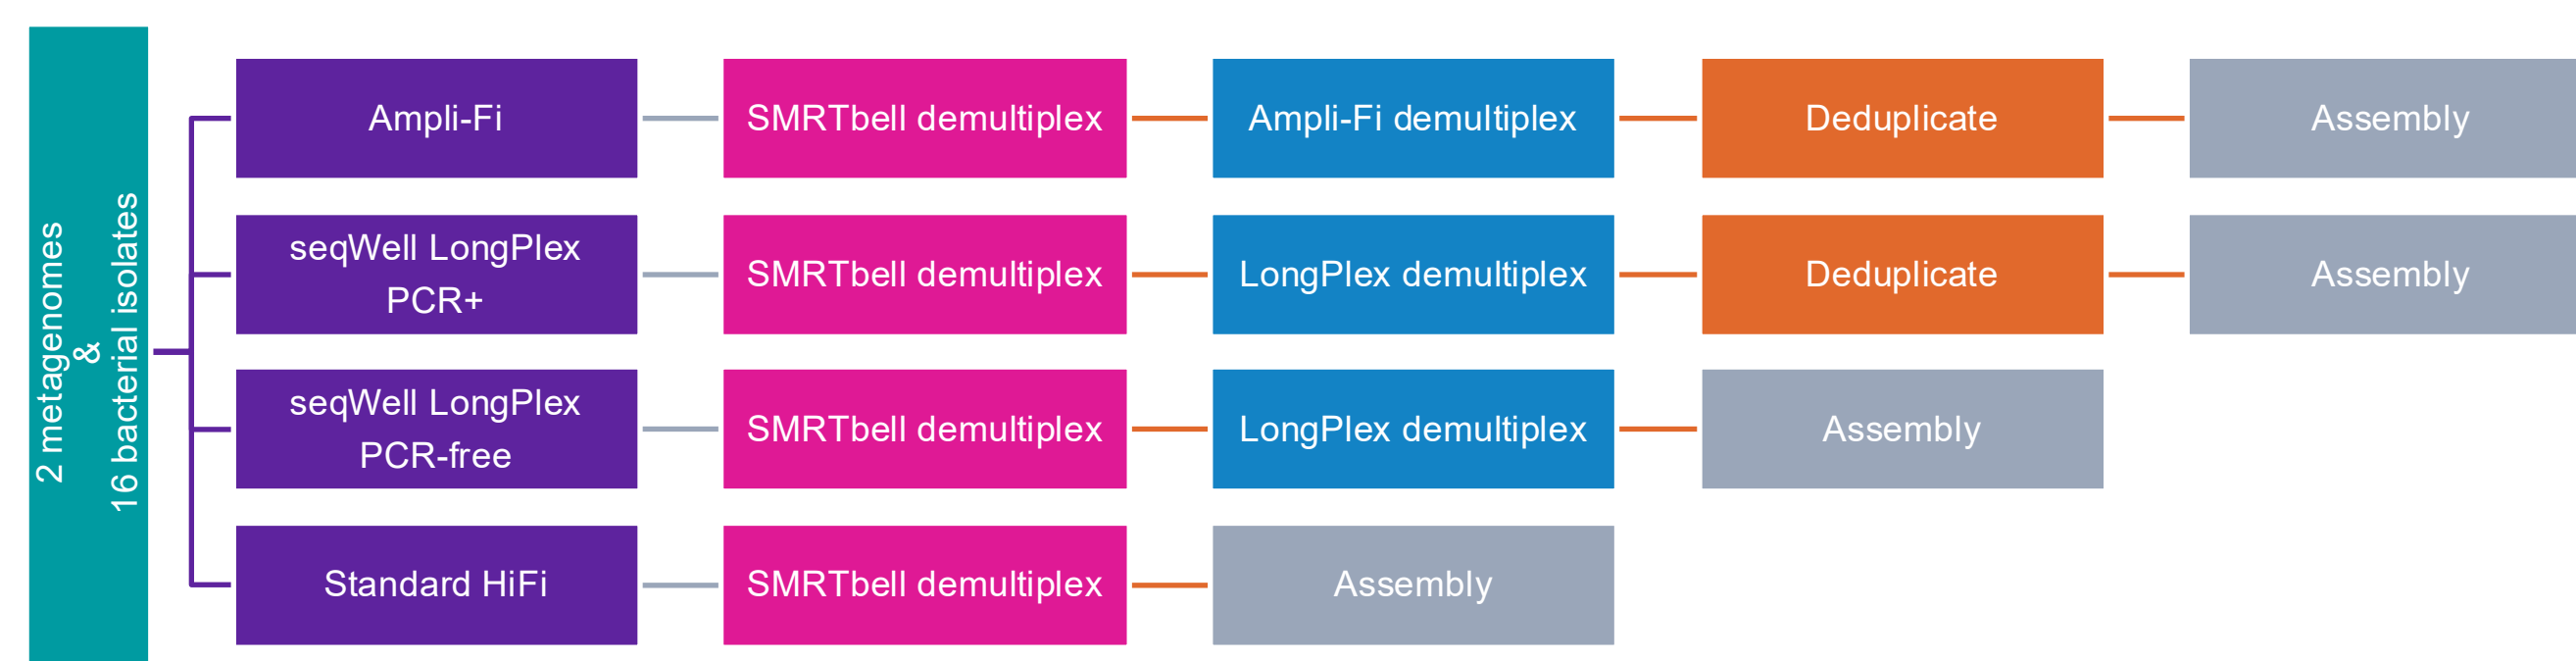 2 metagenomes
&
16 bacterial isolates
Ampli-Fi
SMRTbell demultiplex
Ampli-Fi demultiplex
Deduplicate
Assembly
seqWell LongPlex
PCR+
SMRTbell demultiplex
LongPlex demultiplex
Deduplicate
Assembly
seqWell LongPlex
PCR-free
SMRTbell demultiplex
LongPlex demultiplex
Assembly
Standard HiFi
SMRTbell demultiplex
Assembly